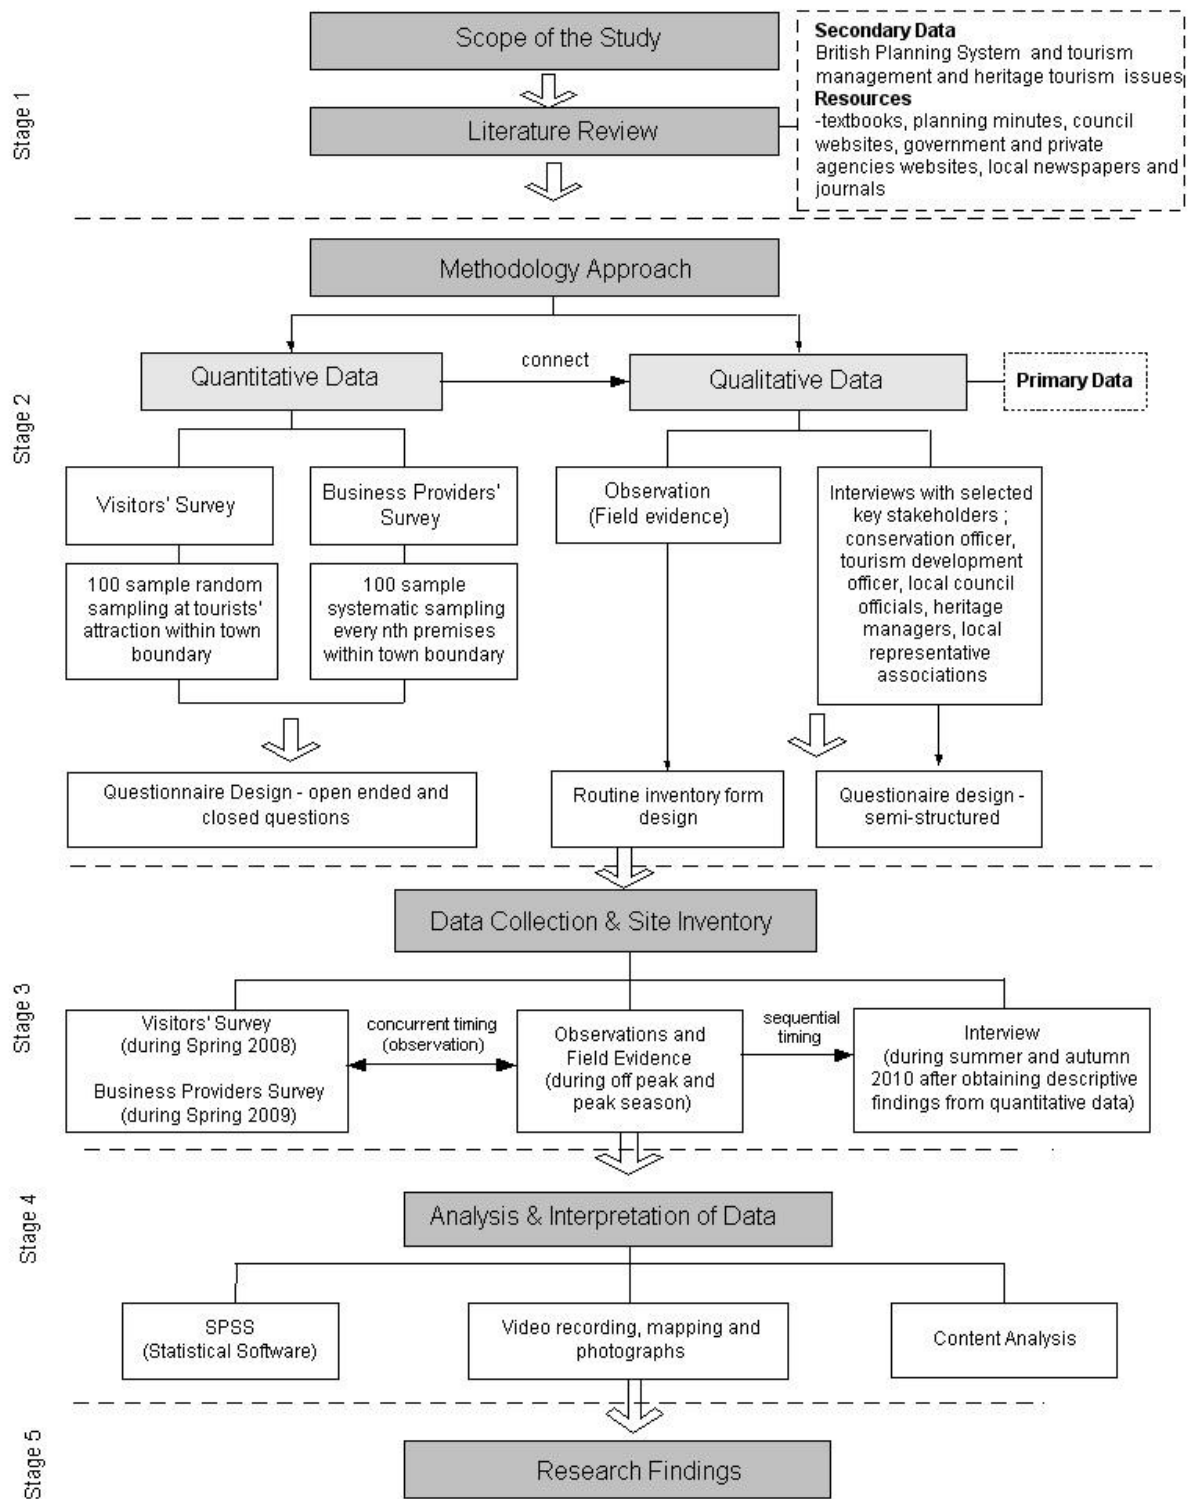 Scope of the Study
Secondary Data
British Planning System and tourism
management and heritage tourism issues
Resources
-textbooks, planning minutes, council
websites, government and private
agencies websites, local newspapers and
journals
Stage 1
Literature Review
Methodology Approach
Stage 2
Quantitative Data
connect
Qualitative Data
Primary Data
Visitors' Survey
Business Providers'
Survey
Observation
(Field evidence)
Interviews with selected
key stakeholders ;
conservation officer,
tourism development
officer, local council
officials, heritage
managers, local
representative
associations
100 sample random
sampling at tourists'
attraction within town
boundary
100 sample
systematic sampling
every nth premises
within town boundary
Questionnaire Design - open ended and
closed questions
Routine inventory form
design
Questionaire design -
semi-structured
Data Collection & Site Inventory
Stage 3
Visitors' Survey
(during Spring 2008)
Business Providers Survey
(during Spring 2009)
concurrent timing
(observation)
Observations and
Field Evidence
(during off peak and
peak season)
sequential
timing
Interview
(during summer and autumn
2010 after obtaining descriptive
findings from quantitative data)
Stage 4
Analysis & Interpretation of Data
SPSS
(Statistical Software)
Video recording, mapping and
photographs
Content Analysis
Stage 5
Research Findings